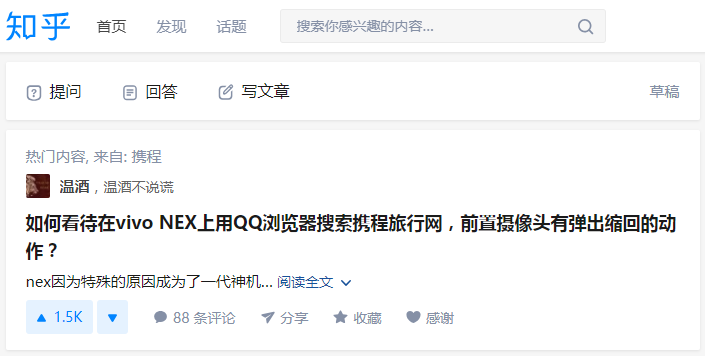 知乎 首页 发现 话题 搜索你感兴趣的内容...
提问 回答 写文章 草稿
热门内容, 来自: 携程
温酒，温酒不说谎
如何看待在vivo NEX上用QQ浏览器搜索携程旅行网，前置摄像头有弹出缩回的动
作？
nex因为特殊的原因成为了一代神机... 阅读全文
1.5K 88 条评论 分享 收藏 感谢